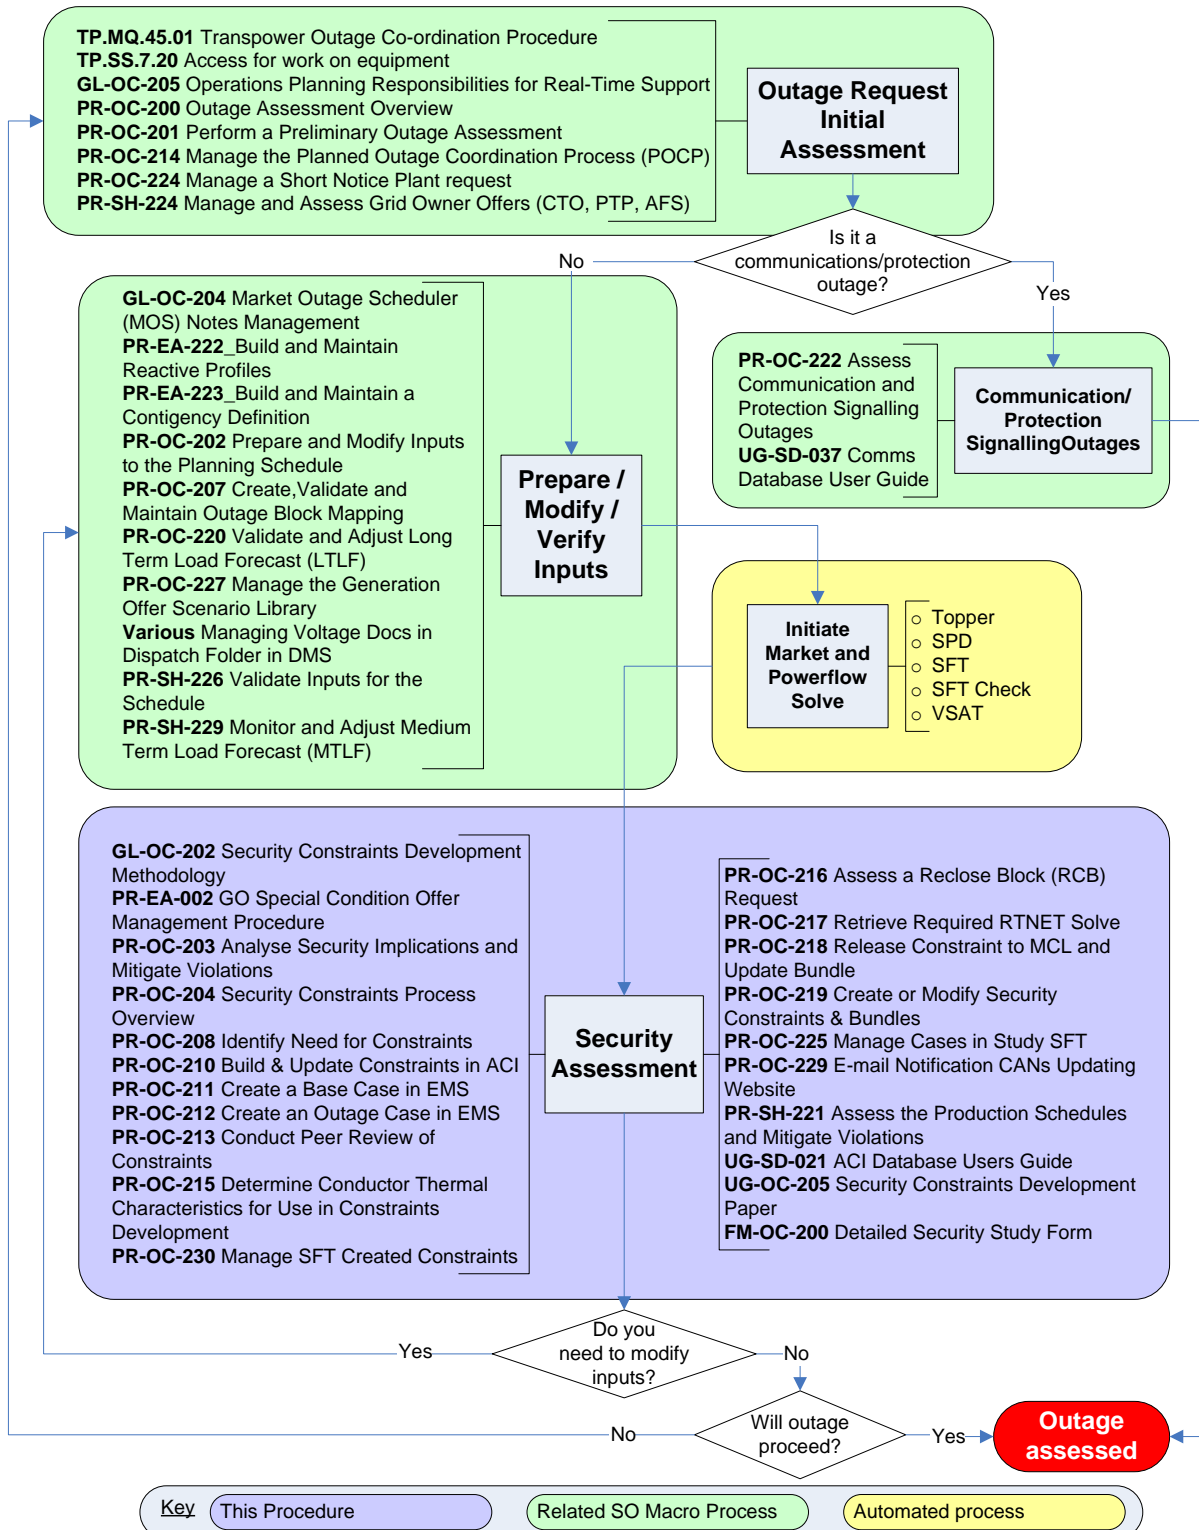 TP.MQ.45.01 Transpower Outage Co-ordination Procedure
TP.SS.7.20 Access for work on equipment
GL-OC-205 Operations Planning Responsibilities for Real-Time Support
PR-OC-200 Outage Assessment Overview
PR-OC-201 Perform a Preliminary Outage Assessment
PR-OC-214 Manage the Planned Outage Coordination Process (POCP)
PR-OC-224 Manage a Short Notice Plant request
PR-SH-224 Manage and Assess Grid Owner Offers (CTO, PTP, AFS)
Outage Request
Initial
Assessment
Is it a
communications/protection
outage?
No
Yes
GL-OC-204 Market Outage Scheduler
(MOS) Notes Management
PR-EA-222_Build and Maintain
Reactive Profiles
PR-EA-223_Build and Maintain a
Contigency Definition
PR-OC-202 Prepare and Modify Inputs
to the Planning Schedule
PR-OC-207 Create,Validate and
Maintain Outage Block Mapping
PR-OC-220 Validate and Adjust Long
Term Load Forecast (LTLF)
PR-OC-227 Manage the Generation
Offer Scenario Library
Various Managing Voltage Docs in
Dispatch Folder in DMS
PR-SH-226 Validate Inputs for the
Schedule
PR-SH-229 Monitor and Adjust Medium
Term Load Forecast (MTLF)
Prepare /
Modify /
Verify
Inputs
PR-OC-222 Assess
Communication and
Protection Signalling
Outages
UG-SD-037 Comms
Database User Guide
Communication/
Protection
SignallingOutages
Initiate
Market and
Powerflow
Solve
○ Topper
○ SPD
○ SFT
○ SFT Check
○ VSAT
GL-OC-202 Security Constraints Development
Methodology
PR-EA-002 GO Special Condition Offer
Management Procedure
PR-OC-203 Analyse Security Implications and
Mitigate Violations
PR-OC-204 Security Constraints Process
Overview
PR-OC-208 Identify Need for Constraints
PR-OC-210 Build & Update Constraints in ACI
PR-OC-211 Create a Base Case in EMS
PR-OC-212 Create an Outage Case in EMS
PR-OC-213 Conduct Peer Review of
Constraints
PR-OC-215 Determine Conductor Thermal
Characteristics for Use in Constraints
Development
PR-OC-230 Manage SFT Created Constraints
Security
Assessment
PR-OC-216 Assess a Reclose Block (RCB)
Request
PR-OC-217 Retrieve Required RTNET Solve
PR-OC-218 Release Constraint to MCL and
Update Bundle
PR-OC-219 Create or Modify Security
Constraints & Bundles
PR-OC-225 Manage Cases in Study SFT
PR-OC-229 E-mail Notification CANs Updating
Website
PR-SH-221 Assess the Production Schedules
and Mitigate Violations
UG-SD-021 ACI Database Users Guide
UG-OC-205 Security Constraints Development
Paper
FM-OC-200 Detailed Security Study Form
Do you
need to modify
inputs?
Yes
No
Will outage
proceed?
No
Yes
Outage
assessed
Key
This Procedure
Related SO Macro Process
Automated process